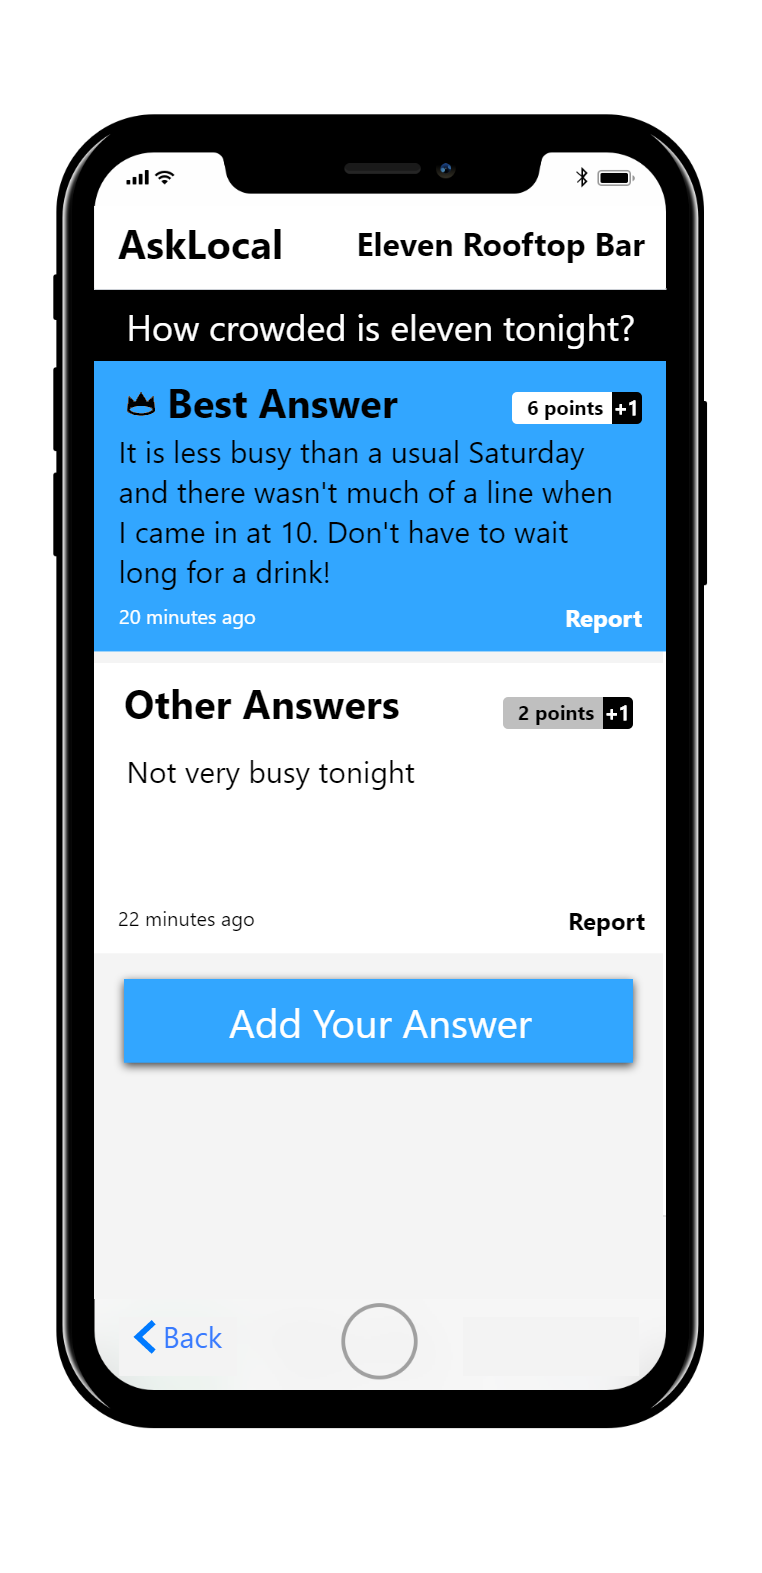 AskLocal
Eleven Rooftop Bar
How crowded is eleven tonight?
Best Answer
6 points +1
It is less busy than a usual Saturday
and there wasn't much of a line when
I came in at 10. Don't have to wait
long for a drink!
20 minutes ago
Report
Other Answers
2 points +1
Not very busy tonight
22 minutes ago
Report
Add Your Answer
Back